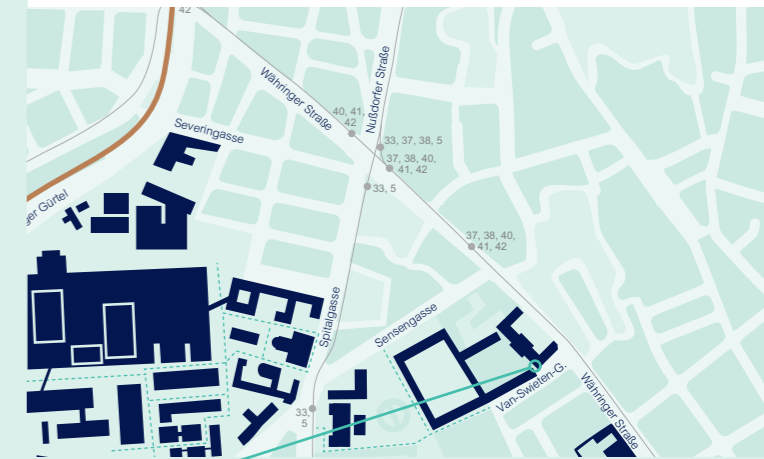 42
Währinger Straße
Nußdorfer Straße
40, 41,
42
Severingasse
33, 37, 38, 5
37, 38, 40,
41, 42
33, 5
ger Gürtel
37, 38, 40,
41, 42
Spitalgasse
Sensengasse
Van-Swieten-G.
Währinger Straße
33,
5